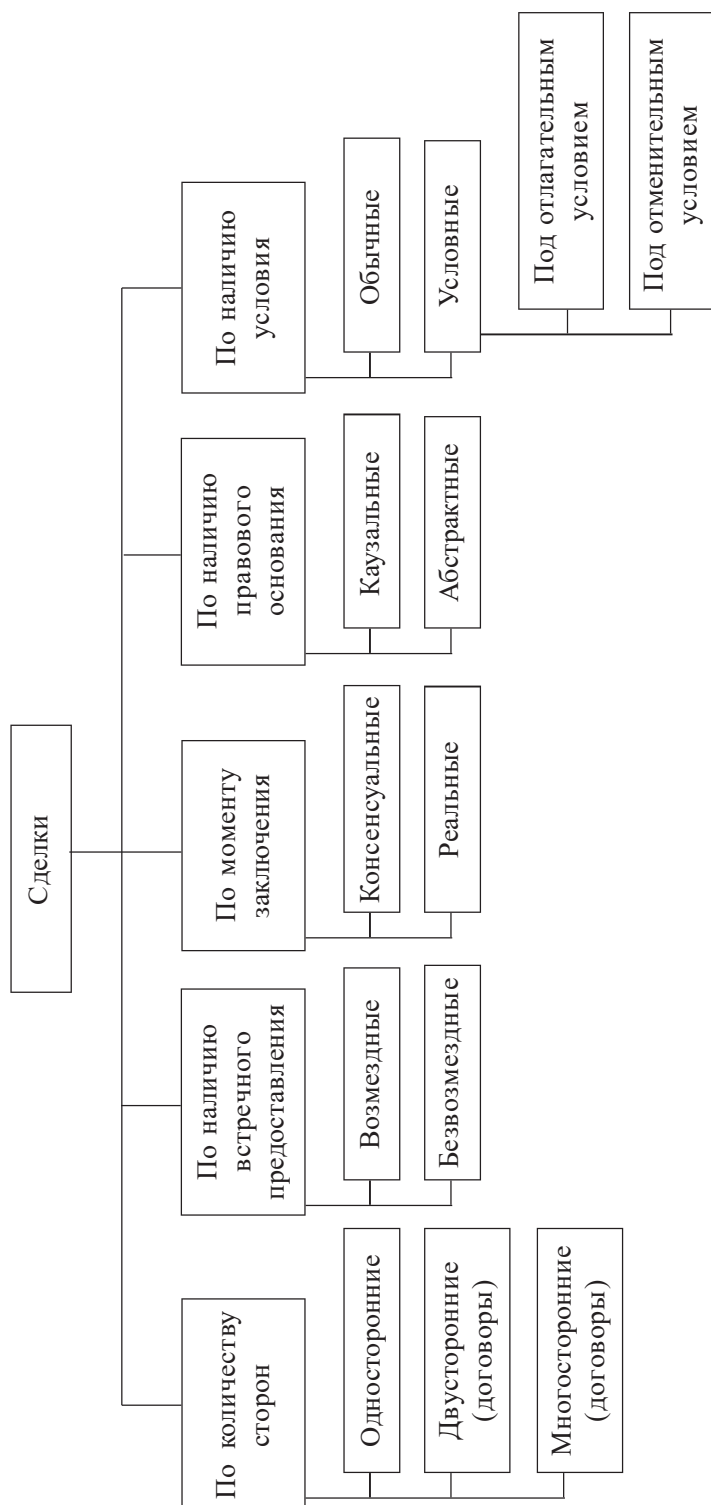 Сделки
По количеству
сторон
Односторонние
Двусторонние
(договоры)
Многосторонние
(договоры)
По наличию
встречного
предоставления
Возмездные
Безвозмездные
По моменту
заключения
Консенсуальные
Реальные
По наличию
правового
основания
Каузальные
Абстрактные
По наличию
условия
Обычные
Условные
Под отлагательным
условием
Под отменительным
условием